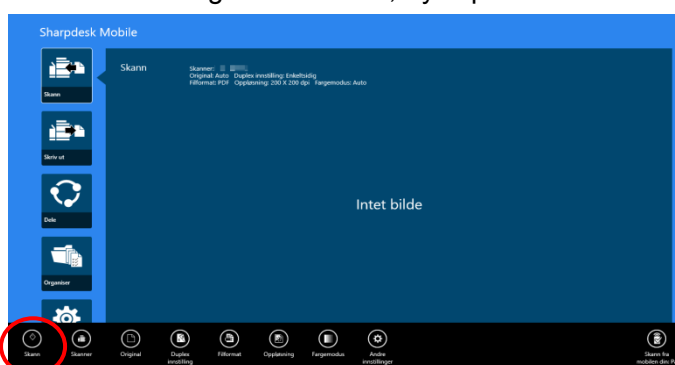 Sharpdesk Mobile
Skann
Skann
Skanner:
Original: Auto Duplex innstilling: Enkeltsidig
Filformat: PDF Oppløsning: 200 X 200 dpi Fargemodus: Auto
Skriv ut
Intet bilde
Dele
Organiser
Skann
Skanner
Original
Duplex
innstilling
Filformat
Oppløsning
Fargemodus
Andre
innstillinger
Skann fra
mobilen din: P